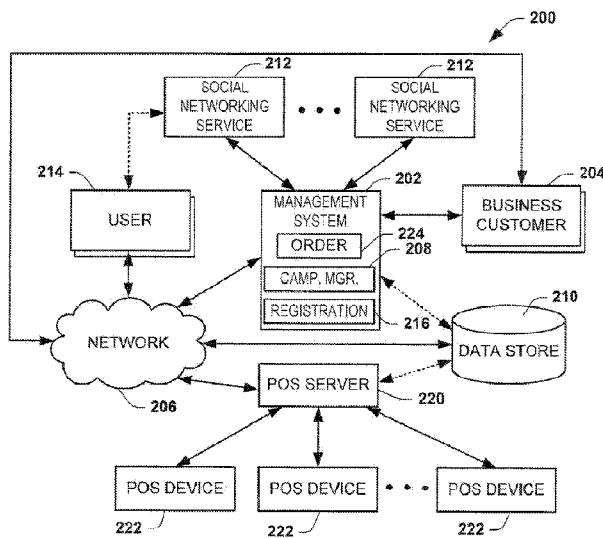 200
212
212
SOCIAL NETWORKING SERVICE
SOCIAL NETWORKING SERVICE
214
202
204
USER
MANAGEMENT SYSTEM
BUSINESS CUSTOMER
ORDER
224
208
CAMP. MGR.
REGISTRATION
216
210
NETWORK
DATA STORE
206
POS SERVER
220
POS DEVICE
POS DEVICE
POS DEVICE
222
222
222